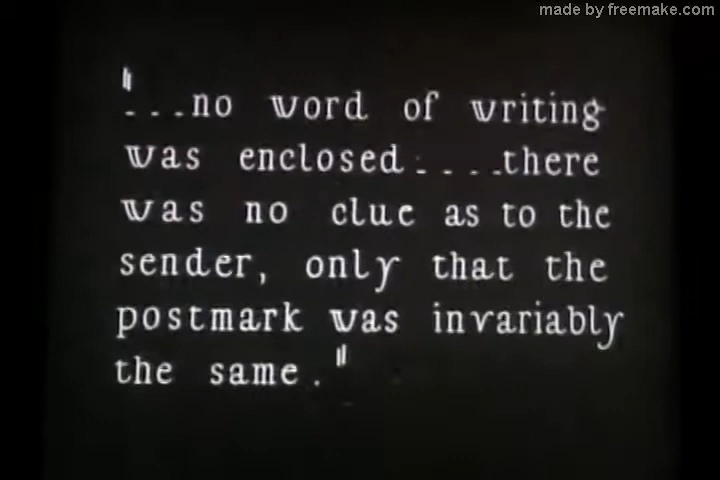 made by freemake.com
"...no word of writing
was enclosed....there
was no clue as to the
sender, only that the
postmark was invariably
the same."